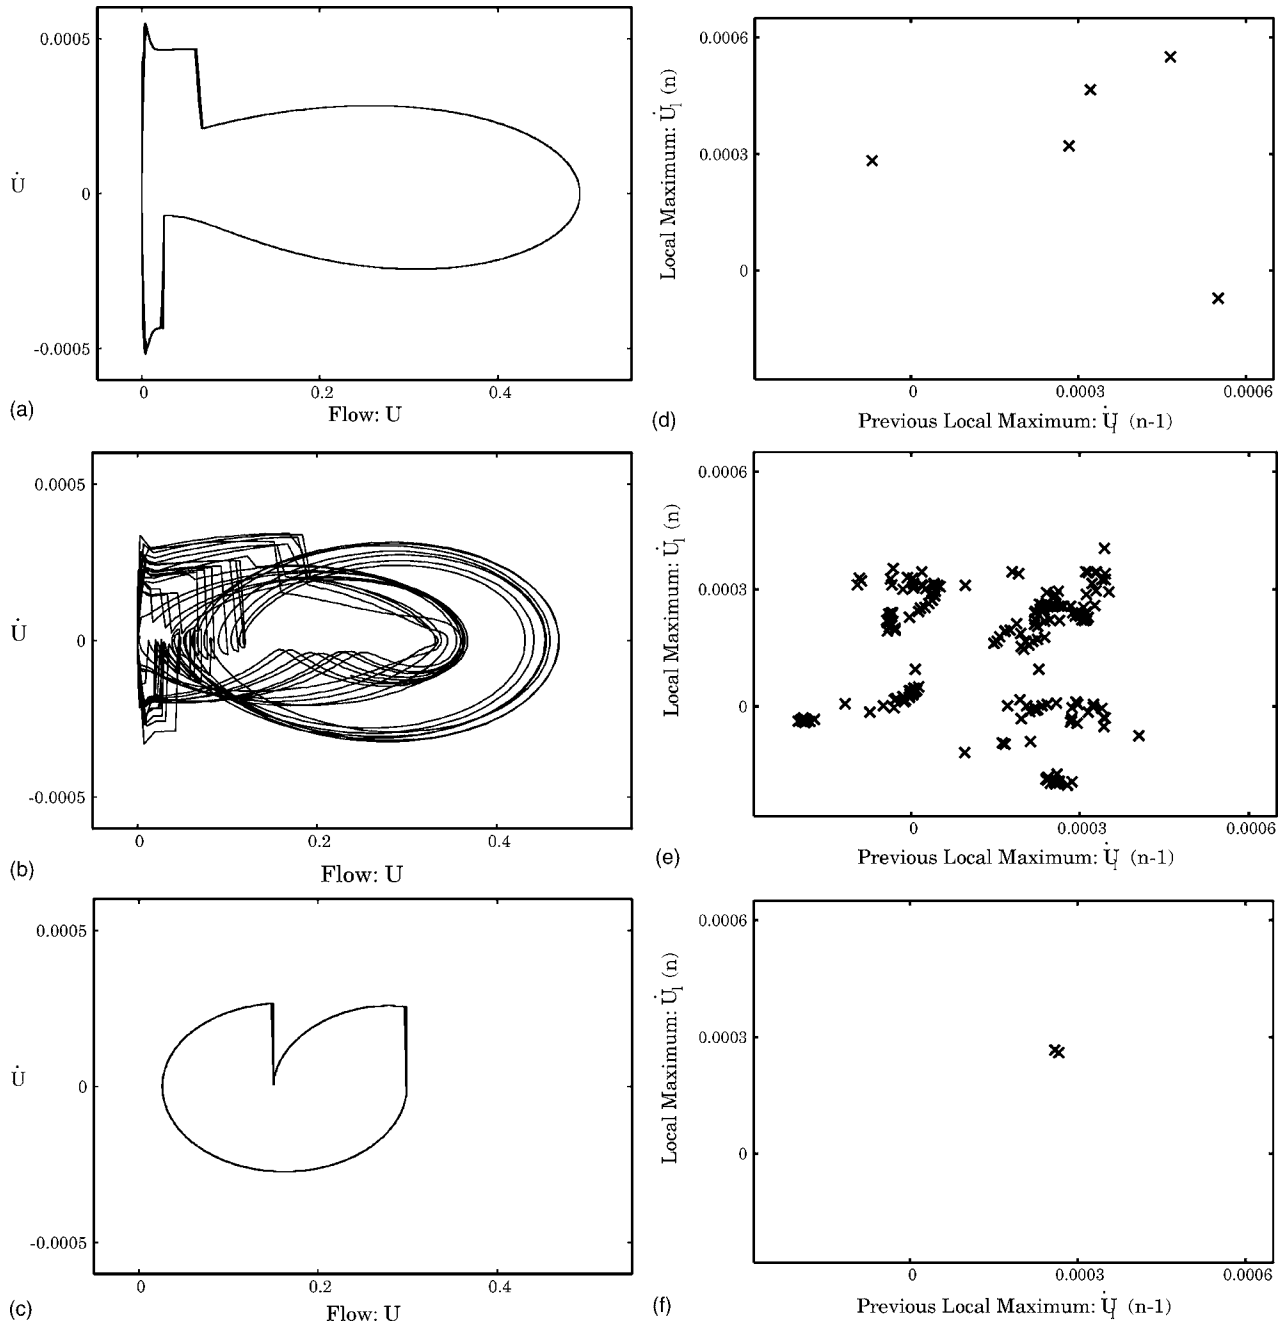 0.0005
0
-0.0005
U̇
0
0.2
0.4
Flow: U
(a)
0.0006
0.0003
0
Local Maximum: U̇ₗ (n)
0
0.0003
0.0006
Previous Local Maximum: U̇ₗ (n-1)
(d)
0.0005
0
-0.0005
U̇
0
0.2
0.4
Flow: U
(b)
0.0006
0.0003
0
Local Maximum: U̇ₗ (n)
0
0.0003
0.0006
Previous Local Maximum: U̇ₗ (n-1)
(e)
0.0005
0
-0.0005
U̇
0
0.2
0.4
Flow: U
(c)
0.0006
0.0003
0
Local Maximum: U̇ₗ (n)
0
0.0003
0.0006
Previous Local Maximum: U̇ₗ (n-1)
(f)